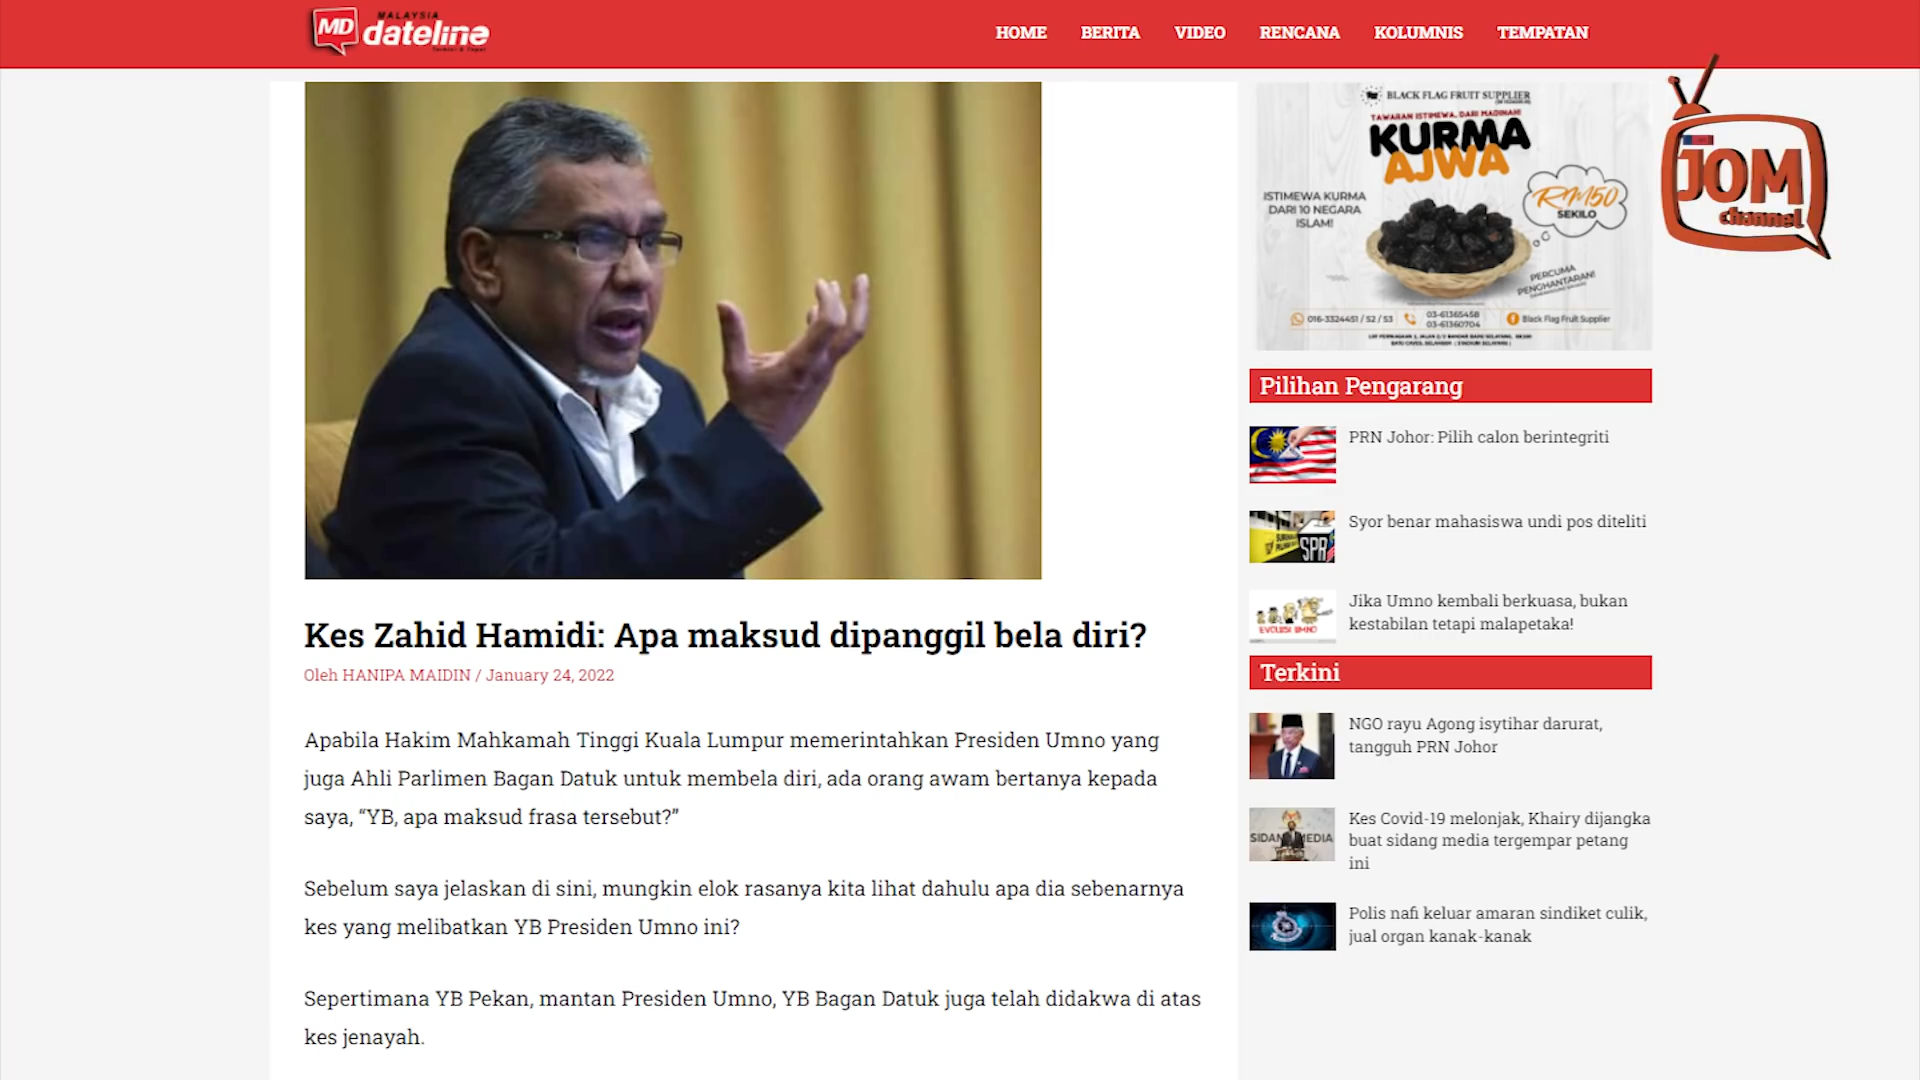 MALAYSIA
MD dateline
Terkini & Tepat
HOME BERITA VIDEO RENCANA KOLUMNIS TEMPATAN
BLACK FLAG FRUIT SUPPLIER
TAWARAN ISTIMEWA, DARI MADINAH!
KURMA
AJWA
ISTIMEWA KURMA
DARI 10 NEGARA
ISLAM!
RM50
SEKILO
PERCUMA
PENGHANTARAN!
016-3324451 / 52 / 53
03-61365458
03-61360704
Black Flag Fruit Supplier
JOM
channel
Kes Zahid Hamidi: Apa maksud dipanggil bela diri?
Oleh HANIPA MAIDIN / January 24, 2022
Apabila Hakim Mahkamah Tinggi Kuala Lumpur memerintahkan Presiden Umno yang
juga Ahli Parlimen Bagan Datuk untuk membela diri, ada orang awam bertanya kepada
saya, “YB, apa maksud frasa tersebut?”
Sebelum saya jelaskan di sini, mungkin elok rasanya kita lihat dahulu apa dia sebenarnya
kes yang melibatkan YB Presiden Umno ini?
Sepertimana YB Pekan, mantan Presiden Umno, YB Bagan Datuk juga telah didakwa di atas
kes jenayah.
Pilihan Pengarang
PRN Johor: Pilih calon berintegriti
SPR
Syor benar mahasiswa undi pos diteliti
EVOLUSI UMNO
Jika Umno kembali berkuasa, bukan
kestabilan tetapi malapetaka!
Terkini
NGO rayu Agong isytihar darurat,
tangguh PRN Johor
SIDANG MEDIA
Kes Covid-19 melonjak, Khairy dijangka
buat sidang media tergempar petang
ini
Polis nafi keluar amaran sindiket culik,
jual organ kanak-kanak